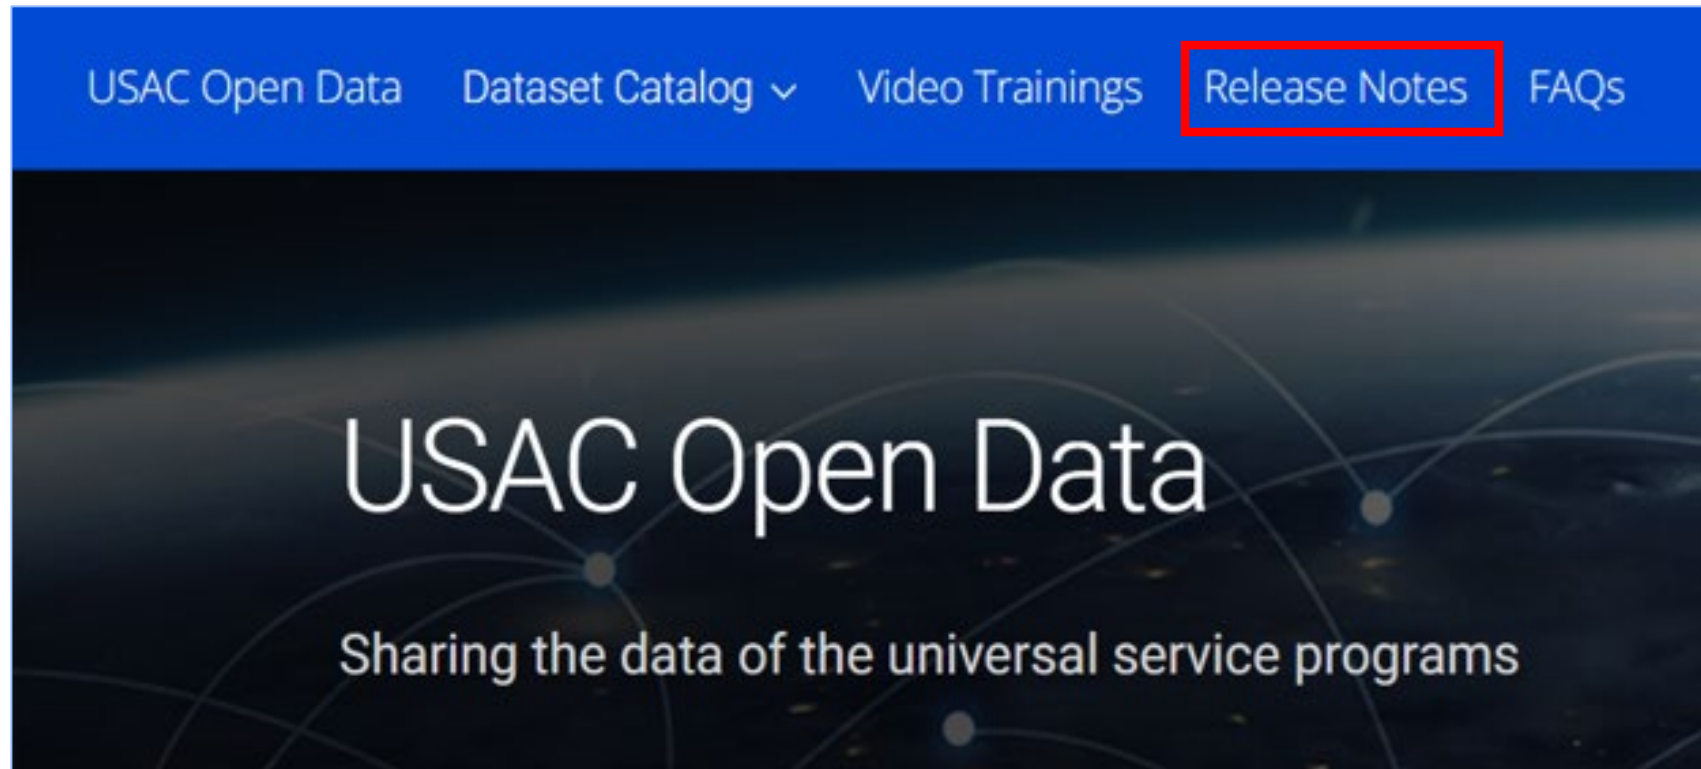 USAC Open Data Dataset Catalog Video Trainings Release Notes FAQs
USAC Open Data
Sharing the data of the universal service programs